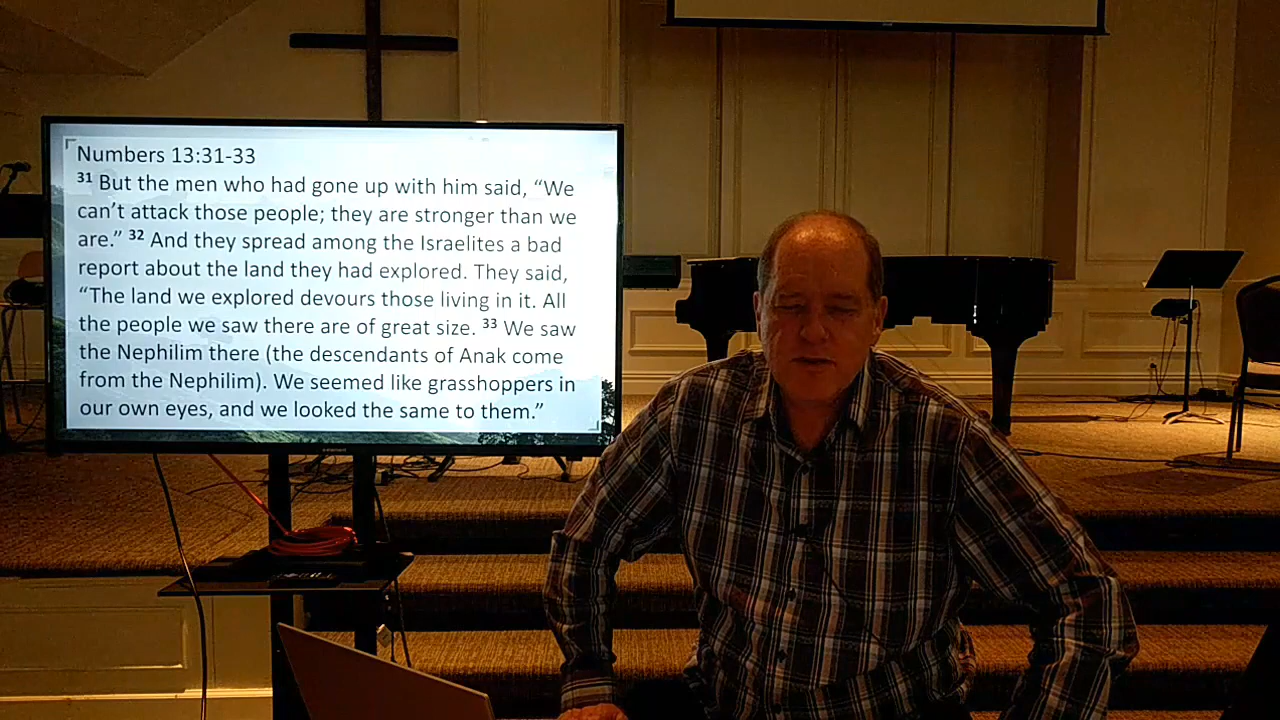 Numbers 13:31-33
31 But the men who had gone up with him said, “We
can’t attack those people; they are stronger than we
are.” 32 And they spread among the Israelites a bad
report about the land they had explored. They said,
“The land we explored devours those living in it. All
the people we saw there are of great size. 33 We saw
the Nephilim there (the descendants of Anak come
from the Nephilim). We seemed like grasshoppers in
our own eyes, and we looked the same to them.”
element